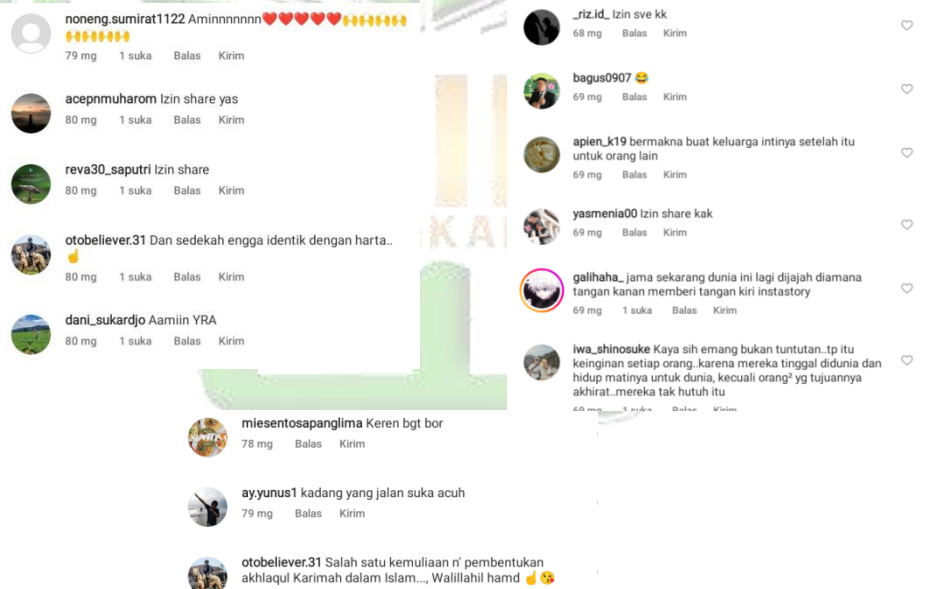 noneng.sumirat1122 Aminnnnnnn❤️❤️❤️❤️❤️🙌🙌🙌🙌
🙌🙌🙌🙌
79 mg 1 suka Balas Kirim
acepnmuharom Izin share yas
80 mg 1 suka Balas Kirim
reva30_saputri Izin share
80 mg 1 suka Balas Kirim
otobeliever.31 Dan sedekah engga identik dengan harta..
☝️
80 mg 1 suka Balas Kirim
dani_sukardjo Aamiin YRA
80 mg 1 suka Balas Kirim
_riz.id_ Izin sve kk
68 mg Balas Kirim
bagus0907 😂
69 mg Balas Kirim
apien_k19 bermakna buat keluarga intinya setelah itu
untuk orang lain
69 mg Balas Kirim
yasmenia00 Izin share kak
69 mg Balas Kirim
galihaha_ jama sekarang dunia ini lagi dijajah diamana
tangan kanan memberi tangan kiri instastory
69 mg 1 suka Balas Kirim
iwa_shinosuke Kaya sih emang bukan tuntutan..tp itu
keinginan setiap orang..karena mereka tinggal didunia dan
hidup matinya untuk dunia, kecuali orang² yg tujuannya
akhirat..mereka tak hutuh itu
69 mg 1 suka Balas Kirim
miesentosapanglima Keren bgt bor
78 mg Balas Kirim
ay.yunus1 kadang yang jalan suka acuh
79 mg Balas Kirim
otobeliever.31 Salah satu kemuliaan n' pembentukan
akhlaqul Karimah dalam Islam..., Walillahil hamd ☝️😘